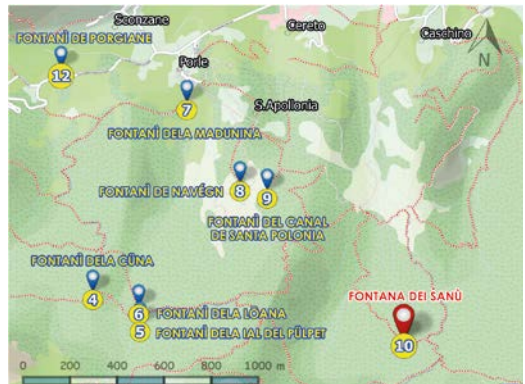 Sconzane
Cereto
Caschino
FONTANÌ DE PORGIANE
12
Porle
7
S.Apollonia
FONTANÌ DELA MADUNINA
N
FONTANÌ DE NAVÉGN
8
9
FONTANÌ DEL CANAL
DE SANTA POLONIA
FONTANÌ DELA CÜNA
4
6
FONTANÌ DELA LÖANA
5
FONTANÌ DELA IAL DEL PÜLPET
FONTANA DEI SANÙ
10
0 200 400 600 800 1000 m